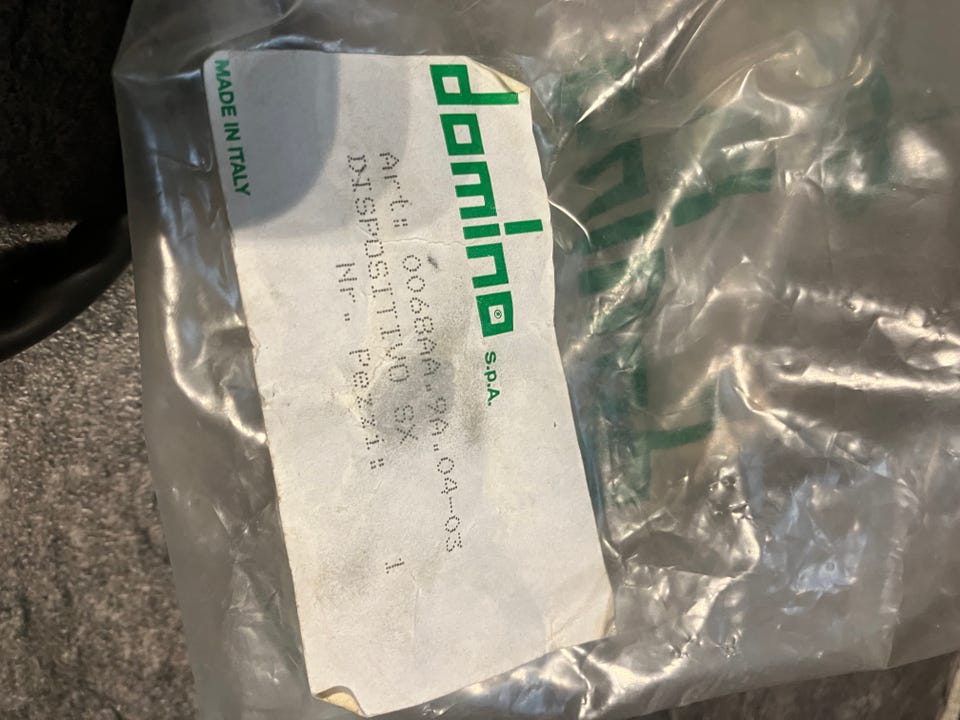 domino® S.p.A.
Art: 0068AA.9A.04-03
DISPOSITIVO SX
Nr. Pezzi: 1
MADE IN ITALY